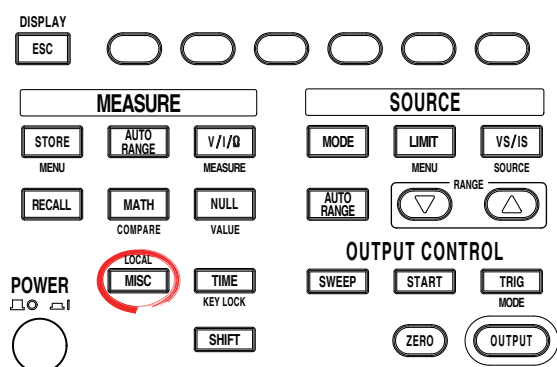 DISPLAY
ESC
MEASURE
SOURCE
STORE
AUTO RANGE
V/I/Ω
MODE
LIMIT
VS/IS
MENU
MEASURE
MENU
SOURCE
RECALL
MATH
NULL
AUTO RANGE
RANGE
COMPARE
VALUE
OUTPUT CONTROL
LOCAL
MISC
TIME
SWEEP
START
TRIG
KEY LOCK
MODE
POWER
SHIFT
ZERO
OUTPUT